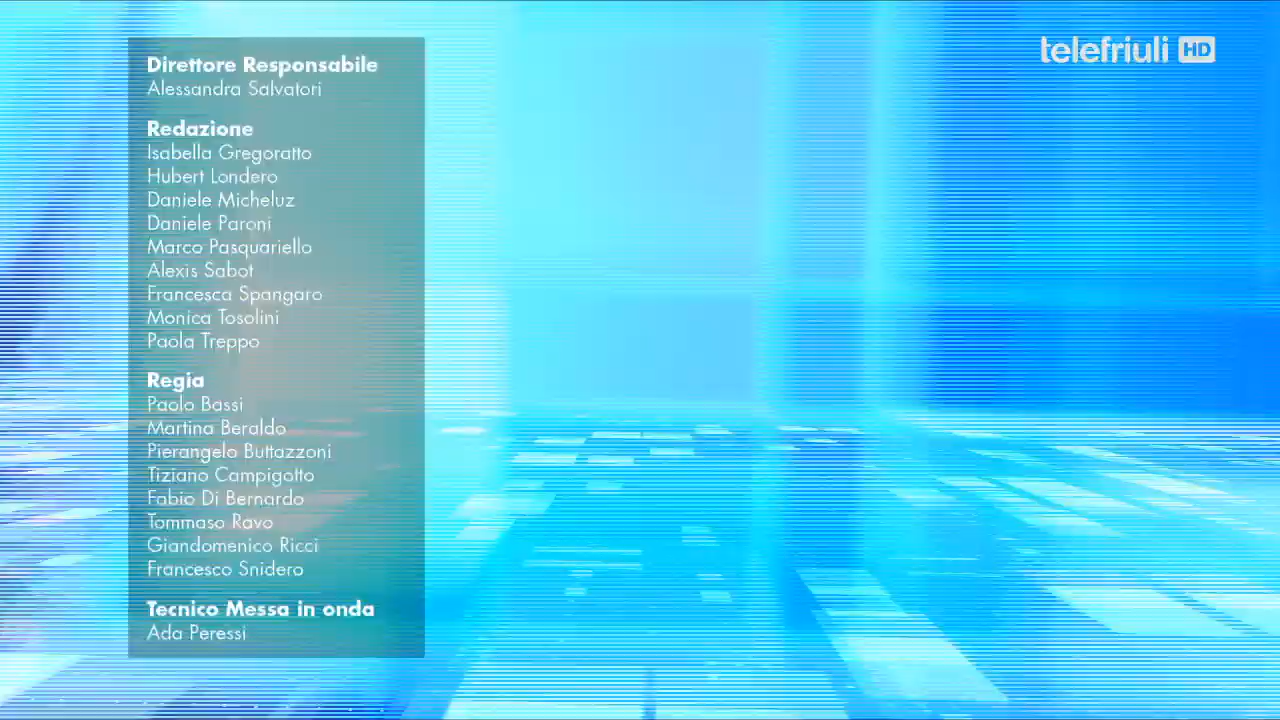 telefriuli HD
Direttore Responsabile
Alessandra Salvatori
Redazione
Isabella Gregoratto
Hubert Londero
Daniele Micheluz
Daniele Paroni
Marco Pasquariello
Alexis Sabot
Francesca Spangaro
Monica Tosolini
Paola Treppo
Regia
Paolo Bassi
Martina Beraldo
Pierangelo Buttazzoni
Tiziano Campigotto
Fabio Di Bernardo
Tommaso Ravo
Giandomenico Ricci
Francesco Snidero
Tecnico Messa in onda
Ada Peressi